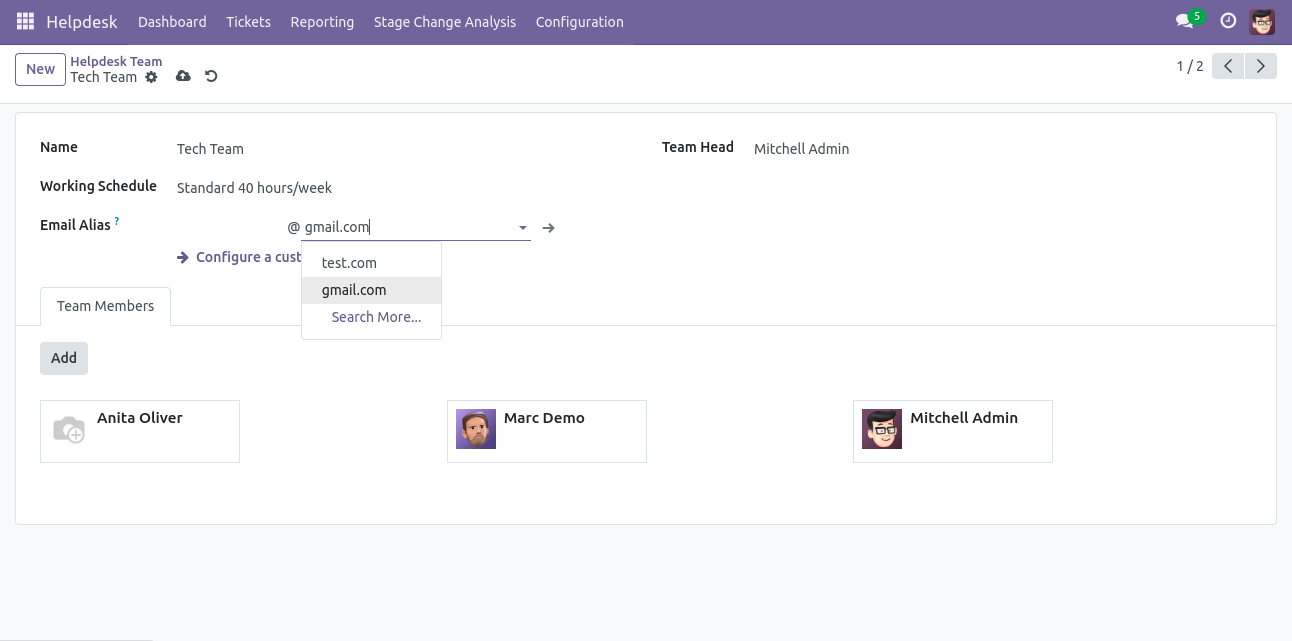 Helpdesk Dashboard Tickets Reporting Stage Change Analysis Configuration 5
New Helpdesk Team
Tech Team
1 / 2
Name Tech Team Team Head Mitchell Admin
Working Schedule Standard 40 hours/week
Email Alias ? @ gmail.com
Configure a cust
test.com
gmail.com
Search More...
Team Members
Add
Anita Oliver Marc Demo Mitchell Admin